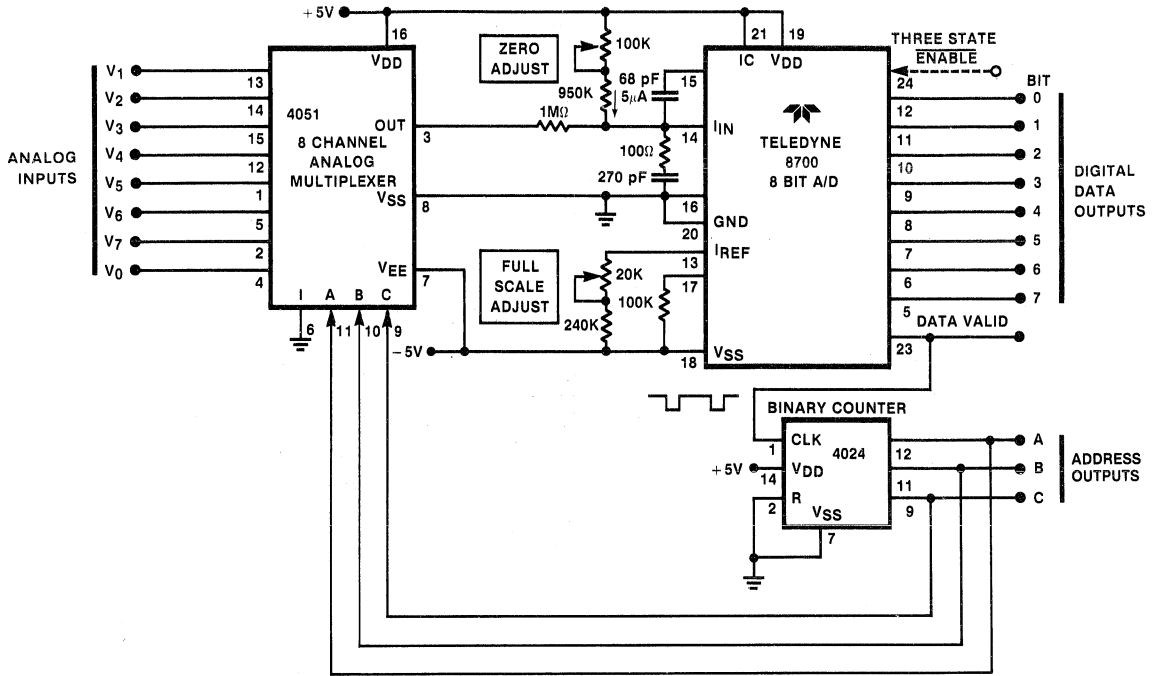 +5V
16
VDD
ANALOG
INPUTS
V1
V2
V3
V4
V5
V6
V7
V0
13
14
15
12
1
5
2
4
4051
8 CHANNEL
ANALOG
MULTIPLEXER
OUT
3
VSS
8
VEE
7
I
A
B
C
6
11
10
9
−5V
ZERO
ADJUST
100K
950K
68 pF
5μA
1MΩ
100Ω
270 pF
FULL
SCALE
ADJUST
20K
240K
100K
21
19
IC
VDD
15
14
IIN
16
GND
20
IREF
13
17
18
VSS
TELEDYNE
8700
8 BIT A/D
THREE STATE
ENABLE
24
BIT
0
12
1
11
2
10
3
9
4
8
5
7
6
6
7
5
DIGITAL
DATA
OUTPUTS
DATA VALID
23
BINARY COUNTER
CLK
1
4024
+5V
14
VDD
R
2
VSS
7
12
11
9
A
B
C
ADDRESS
OUTPUTS